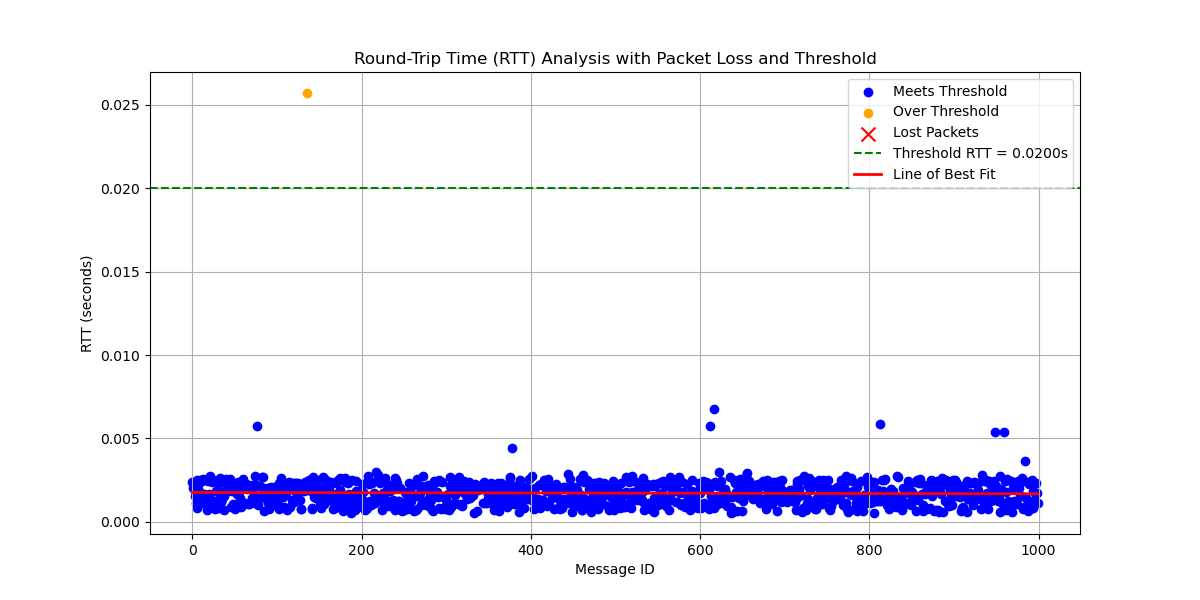 Round-Trip Time (RTT) Analysis with Packet Loss and Threshold
Meets Threshold
Over Threshold
Lost Packets
Threshold RTT = 0.0200s
Line of Best Fit
RTT (seconds)
0.025
0.020
0.015
0.010
0.005
0.000
0 200 400 600 800 1000
Message ID